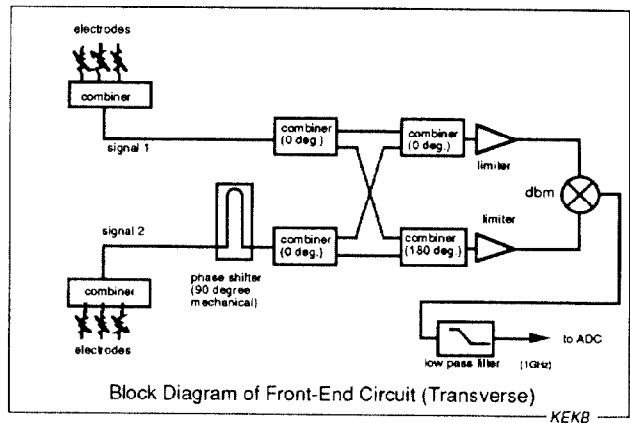 electrodes
combiner
signal 1
combiner
(0 deg.)
combiner
(0 deg.)
limiter
dbm
signal 2
phase shifter
(90 degree
mechanical)
combiner
(0 deg.)
combiner
(180 deg.)
limiter
combiner
electrodes
low pass filter
(1GHz)
to ADC
Block Diagram of Front-End Circuit (Transverse)
KEKB